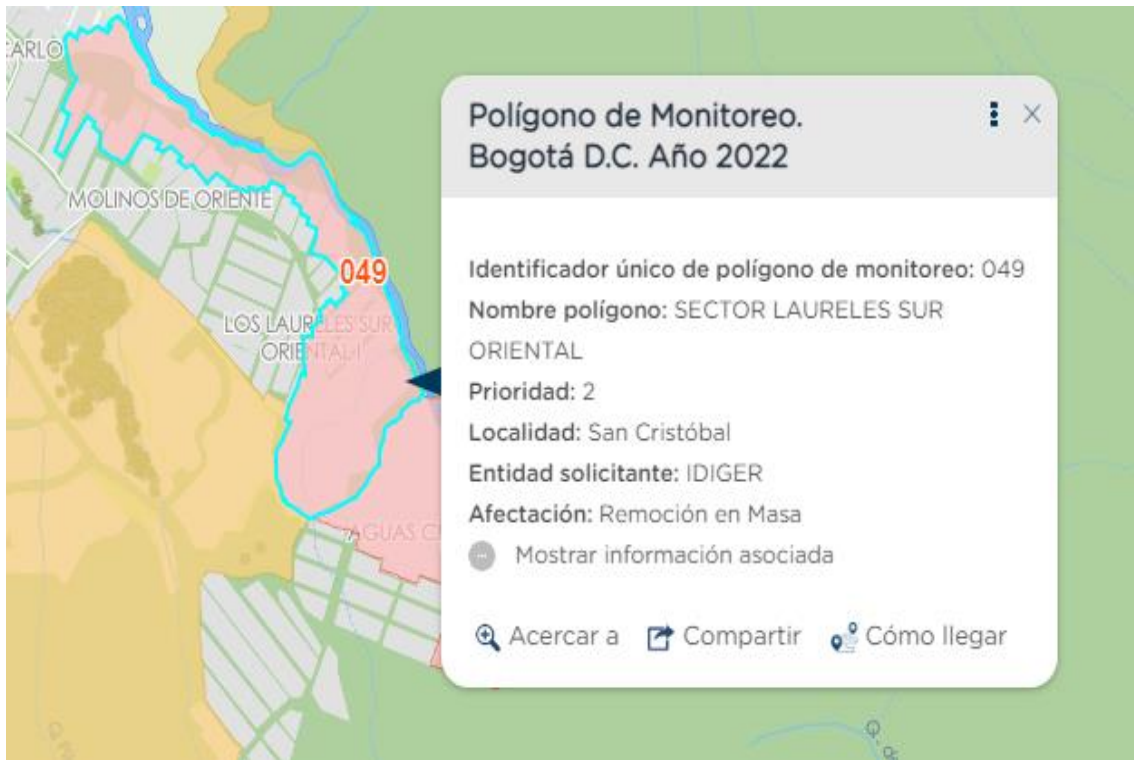 CARLO
MOLINOS DE ORIENTE
049
LOS LAURELES SUR
ORIENTAL I
AGUAS C
Polígono de Monitoreo.
Bogotá D.C. Año 2022
Identificador único de polígono de monitoreo: 049
Nombre polígono: SECTOR LAURELES SUR
ORIENTAL
Prioridad: 2
Localidad: San Cristóbal
Entidad solicitante: IDIGER
Afectación: Remoción en Masa
Mostrar información asociada
Acercar a Compartir Cómo llegar